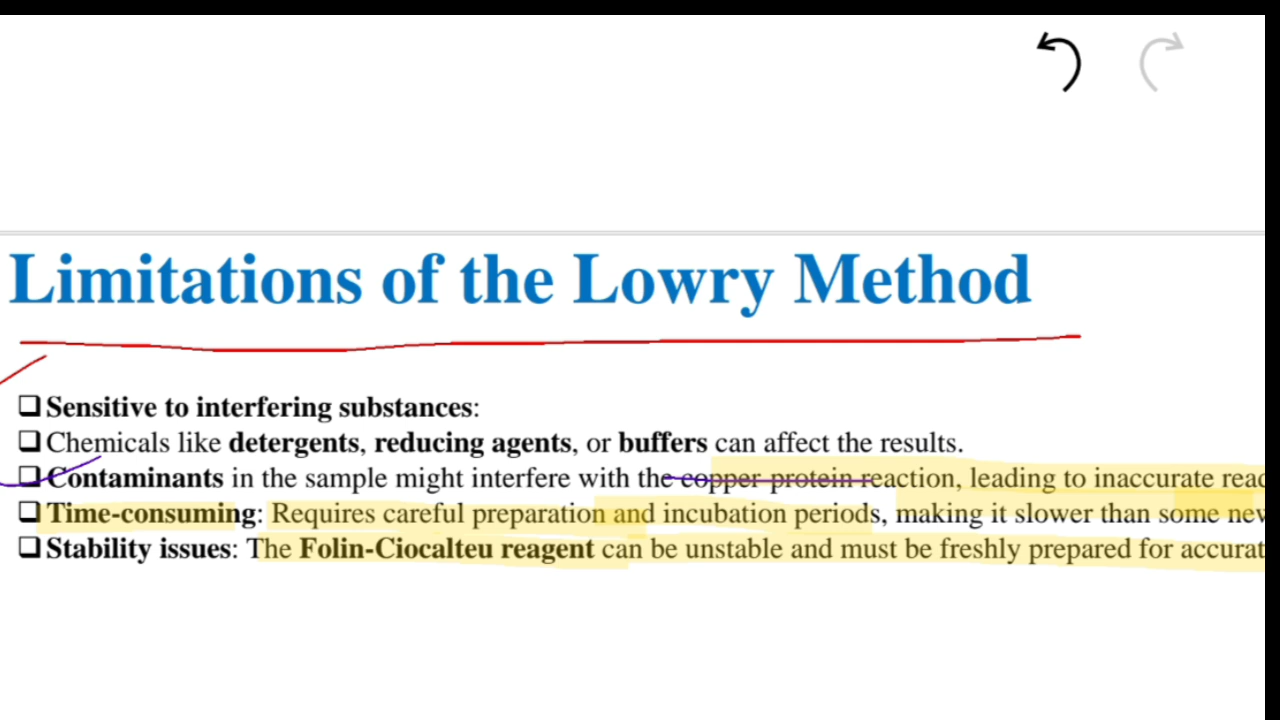 Limitations of the Lowry Method
❑Sensitive to interfering substances:
❑Chemicals like detergents, reducing agents, or buffers can affect the results.
❑Contaminants in the sample might interfere with the copper protein reaction, leading to inaccurate
❑Time-consuming: Requires careful preparation and incubation periods, making it slower than some
❑Stability issues: The Folin-Ciocalteu reagent can be unstable and must be freshly prepared for